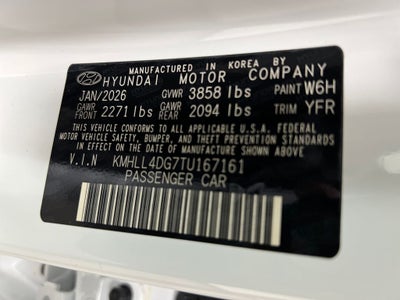 MANUFACTURED IN KOREA BY
HYUNDAI MOTOR COMPANY
JAN/2026 GVWR 3858 lbs PAINT W6H
GAWR FRONT 2271 lbs GAWR REAR 2094 lbs TRIM YFR
THIS VEHICLE CONFORMS TO ALL APPLICABLE U.S.A. FEDERAL
MOTOR VEHICLE SAFETY, BUMPER, AND THEFT PREVENTION STANDARDS
IN EFFECT ON THE DATE OF MANUFACTURE SHOWN ABOVE.
V.I.N KMHLL4DG7TU167161
PASSENGER CAR